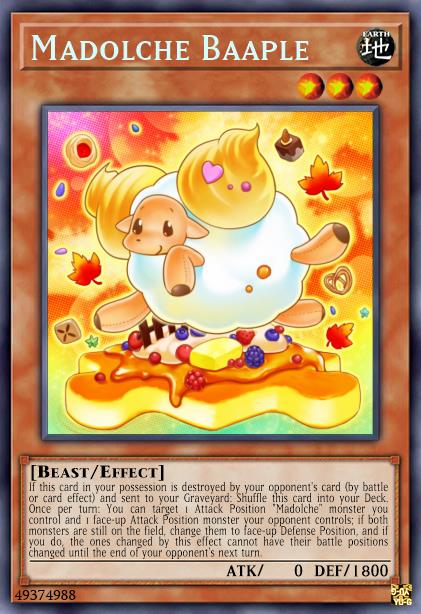 MADOLCHE BAAPLE
EARTH
地
[BEAST/EFFECT]
If this card in your possession is destroyed by your opponent's card (by battle
or card effect) and sent to your Graveyard: Shuffle this card into your Deck.
Once per turn: You can target 1 Attack Position "Madolche" monster you
control and 1 face-up Attack Position monster your opponent controls; if both
monsters are still on the field, change them to face-up Defense Position, and if
you do, the ones changed by this effect cannot have their battle positions
changed until the end of your opponent's next turn.
ATK/ 0 DEF/1800
49374988